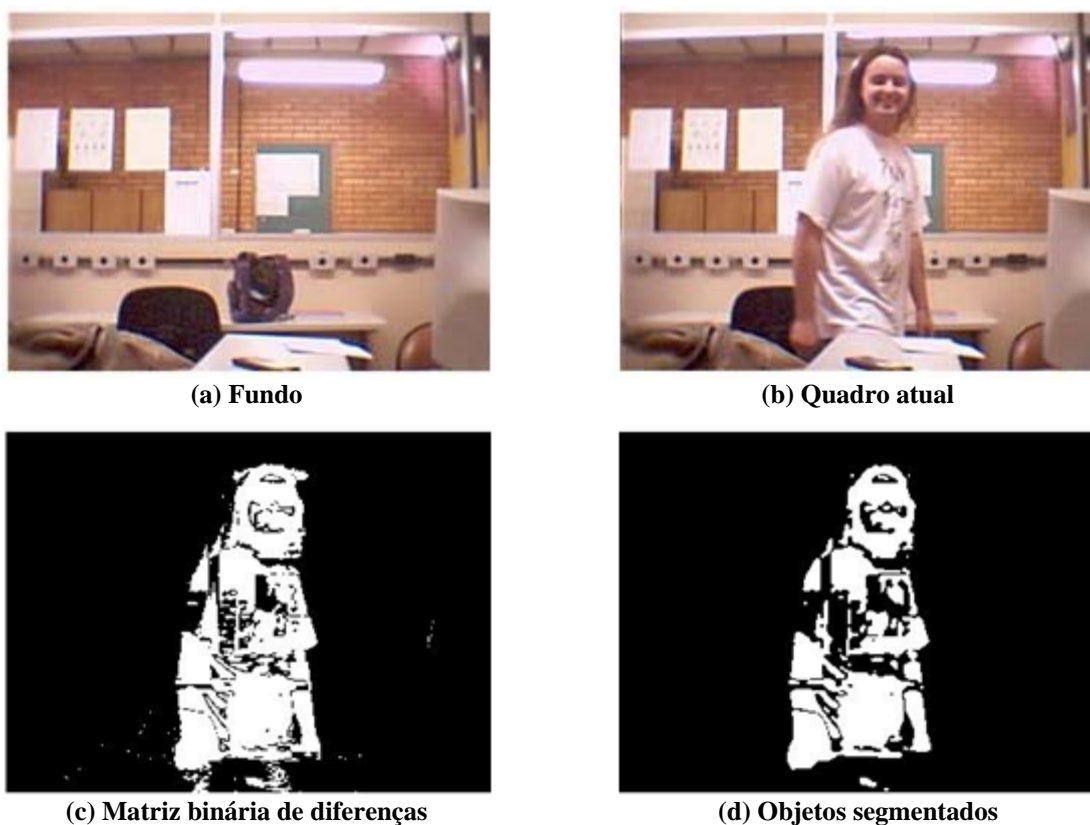 (a) Fundo
(b) Quadro atual
(c) Matriz binária de diferenças
(d) Objetos segmentados